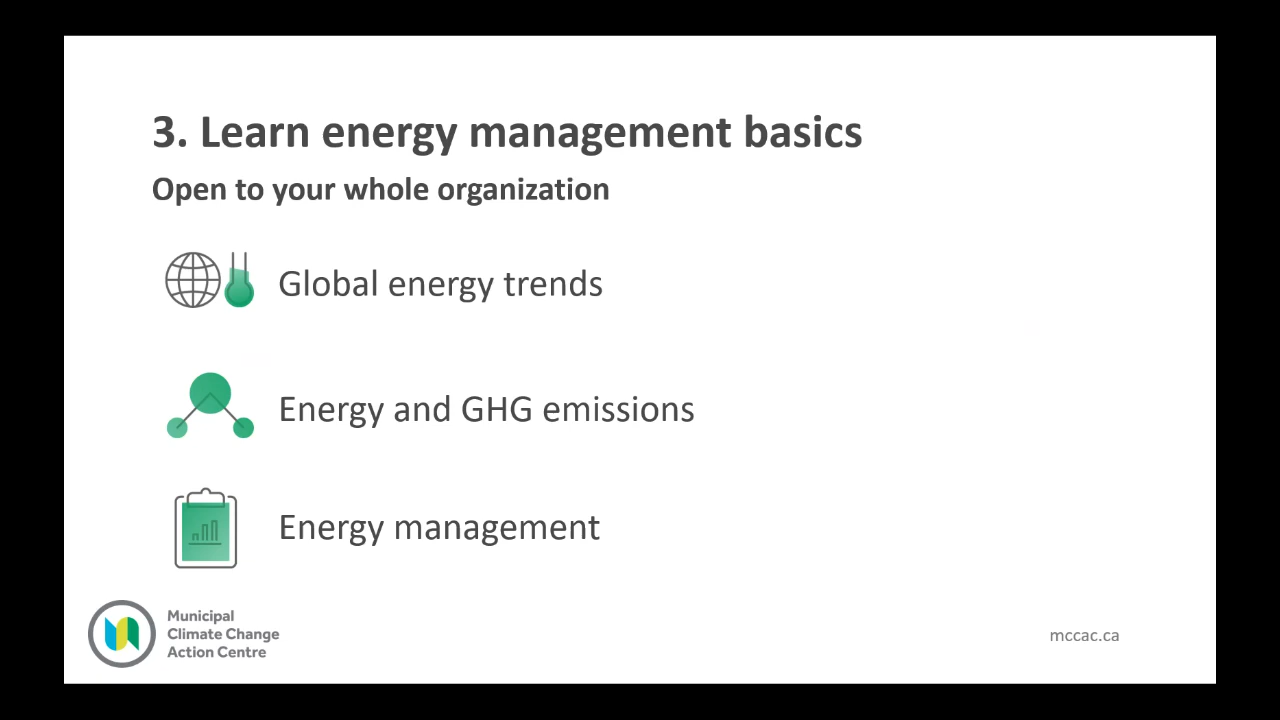 3. Learn energy management basics
Open to your whole organization
Global energy trends
Energy and GHG emissions
Energy management
Municipal
Climate Change
Action Centre
mccac.ca